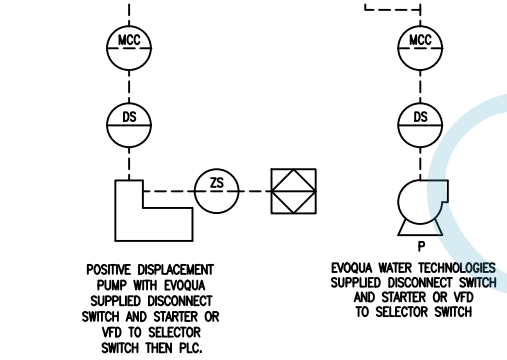 MCC
DS
ZS
POSITIVE DISPLACEMENT
PUMP WITH EVOQUA
SUPPLIED DISCONNECT
SWITCH AND STARTER OR
VFD TO SELECTOR
SWITCH THEN PLC.
MCC
DS
P
EVOQUA WATER TECHNOLOGIES
SUPPLIED DISCONNECT SWITCH
AND STARTER OR VFD
TO SELECTOR SWITCH